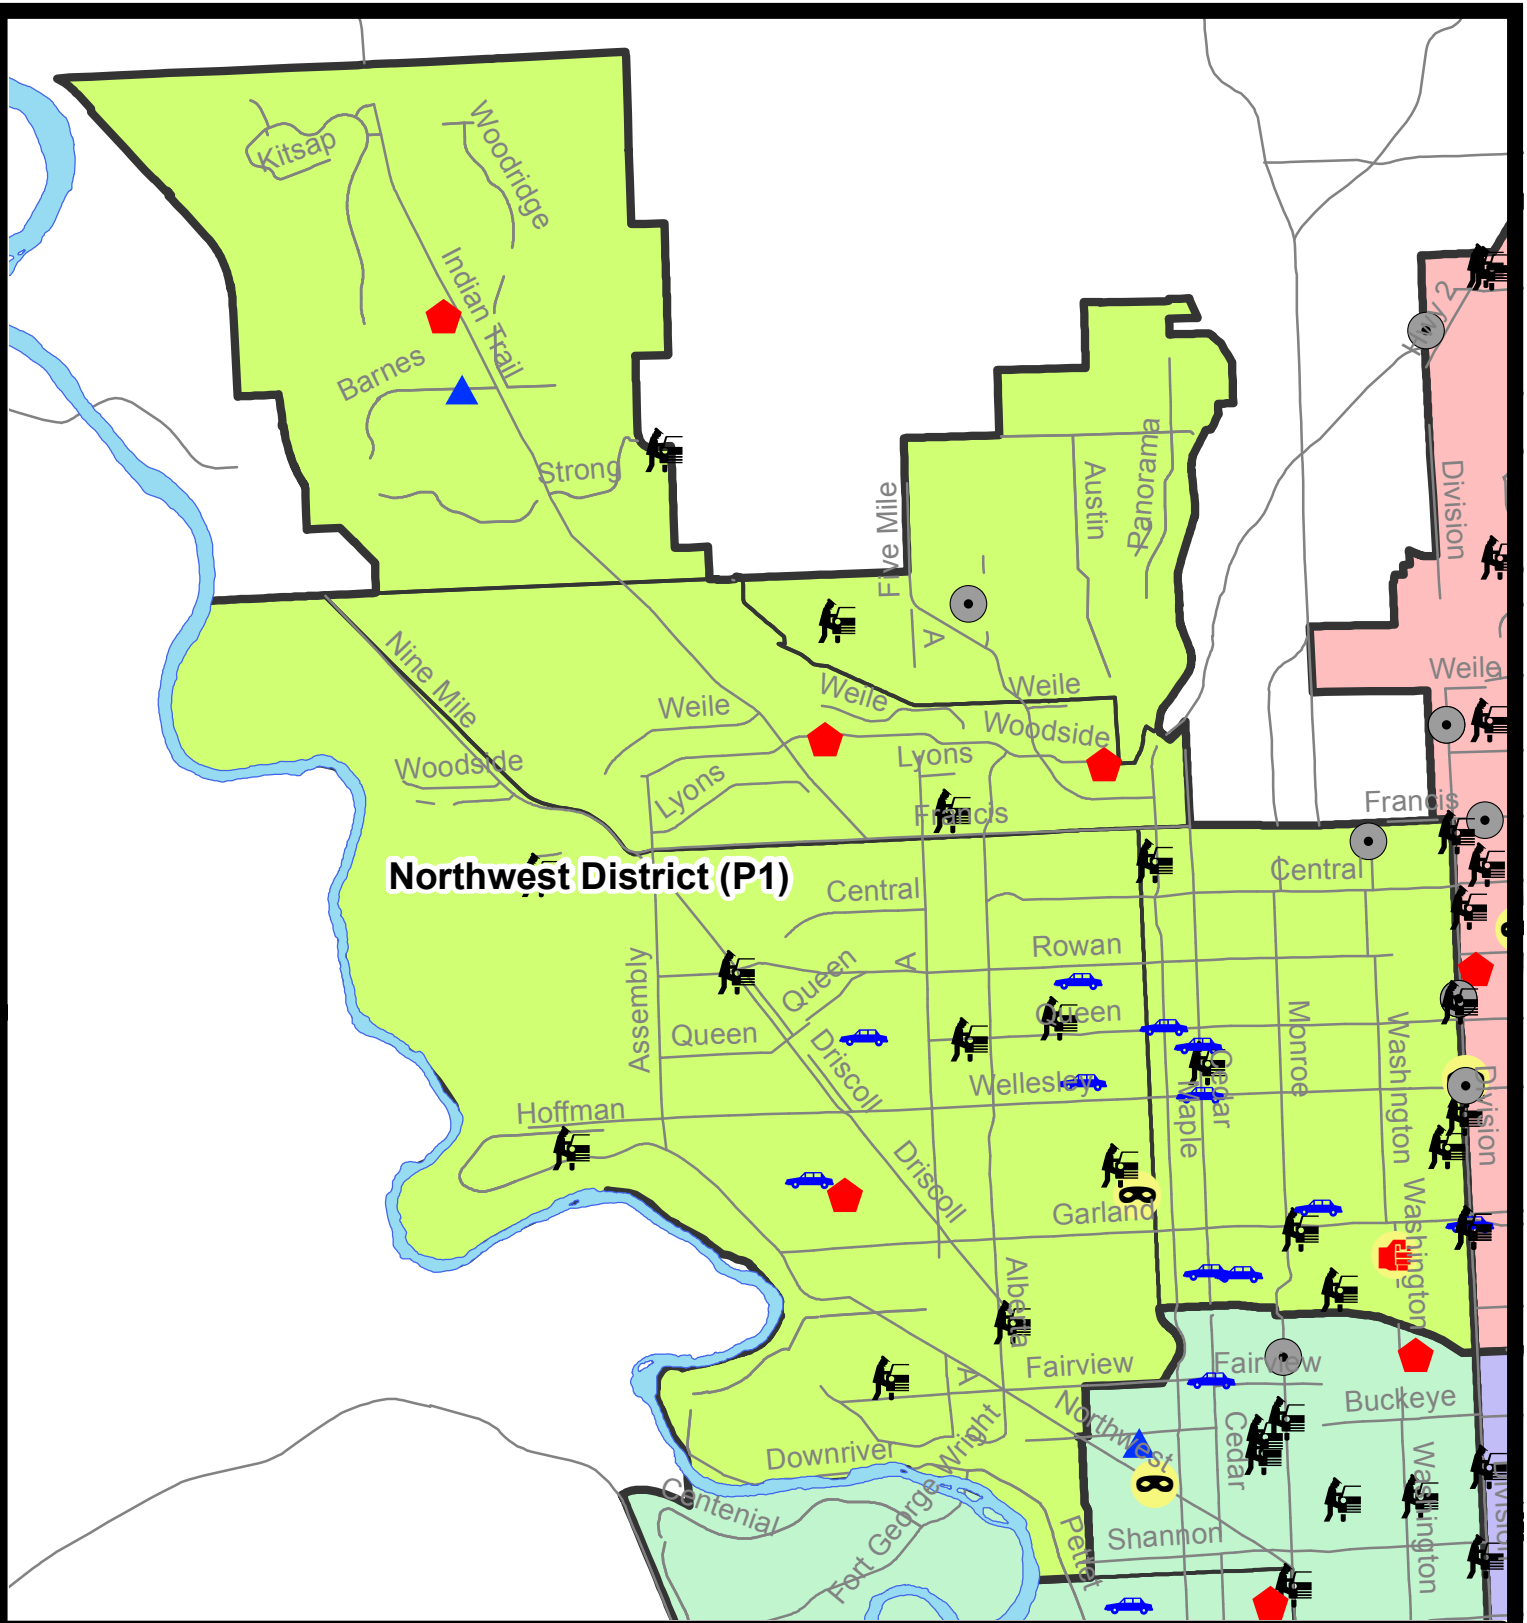 Kitsap
Woodridge
Indian Trail
Hwy 2
Barnes
Strong
Five Mile
Austin
Panorama
Division
A
Nine Mile
Weile
Weile
Weile
Weile
Woodside
Woodside
Lyons
Lyons
Francis
Francis
Northwest District (P1)
Central
Central
Rowan
A
Assembly
Queen
Queen
Queen
Monroe
Washington
Driscoll
Wellesley
Cedar
Maple
Division
Hoffman
Driscoll
Garland
Washington
Alberta
Fairview
Fairview
A
Buckeye
Northwest
Cedar
Downriver
Fort George Wright
Washington
Division
Centenial
Shannon
Pettet